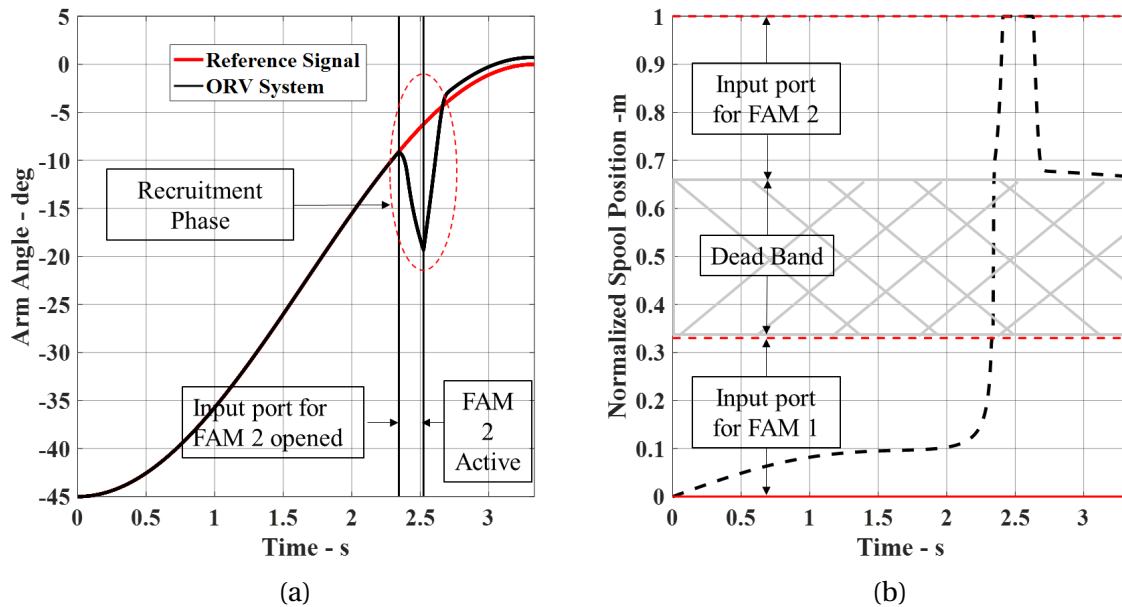 5
0
-5
-10
-15
-20
-25
-30
-35
-40
-45
Arm Angle - deg
Reference Signal
ORV System
Recruitment
Phase
Input port for
FAM 2 opened
FAM
2
Active
0
0.5
1
1.5
2
2.5
3
Time - s
(a)
1
0.9
0.8
0.7
0.6
0.5
0.4
0.3
0.2
0.1
0
Normalized Spool Position -m
Input port
for FAM 2
Dead Band
Input port
for FAM 1
0
0.5
1
1.5
2
2.5
3
Time - s
(b)